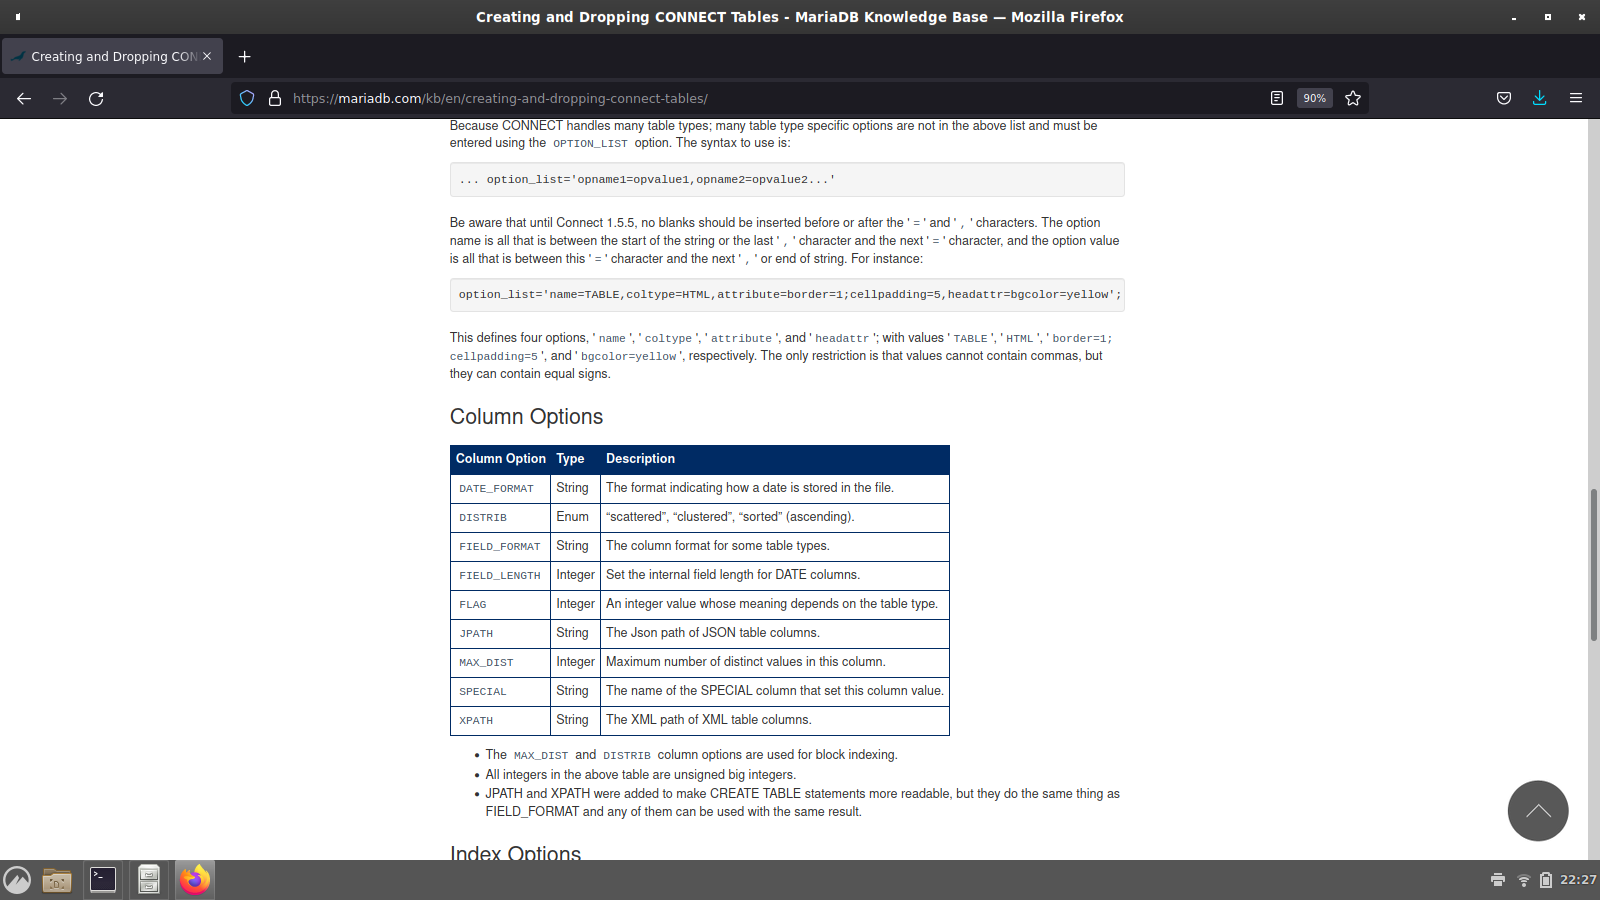 Creating and Dropping CONNECT Tables - MariaDB Knowledge Base — Mozilla Firefox
Creating and Dropping CON
https://mariadb.com/kb/en/creating-and-dropping-connect-tables/
90%
Because CONNECT handles many table types; many table type specific options are not in the above list and must be
entered using the OPTION_LIST option. The syntax to use is:
... option_list='opname1=opvalue1,opname2=opvalue2...'
Be aware that until Connect 1.5.5, no blanks should be inserted before or after the ' = ' and ' , ' characters. The option
name is all that is between the start of the string or the last ' , ' character and the next ' = ' character, and the option value
is all that is between this ' = ' character and the next ' , ' or end of string. For instance:
option_list='name=TABLE,coltype=HTML,attribute=border=1;cellpadding=5,headattr=bgcolor=yellow';
This defines four options, ' name ', ' coltype ', ' attribute ', and ' headattr '; with values ' TABLE ', ' HTML ', ' border=1;
cellpadding=5 ', and ' bgcolor=yellow ', respectively. The only restriction is that values cannot contain commas, but
they can contain equal signs.
Column Options
Column Option Type Description
DATE_FORMAT String The format indicating how a date is stored in the file.
DISTRIB Enum “scattered”, “clustered”, “sorted” (ascending).
FIELD_FORMAT String The column format for some table types.
FIELD_LENGTH Integer Set the internal field length for DATE columns.
FLAG Integer An integer value whose meaning depends on the table type.
JPATH String The Json path of JSON table columns.
MAX_DIST Integer Maximum number of distinct values in this column.
SPECIAL String The name of the SPECIAL column that set this column value.
XPATH String The XML path of XML table columns.
• The MAX_DIST and DISTRIB column options are used for block indexing.
• All integers in the above table are unsigned big integers.
• JPATH and XPATH were added to make CREATE TABLE statements more readable, but they do the same thing as
FIELD_FORMAT and any of them can be used with the same result.
Index Options
22:27